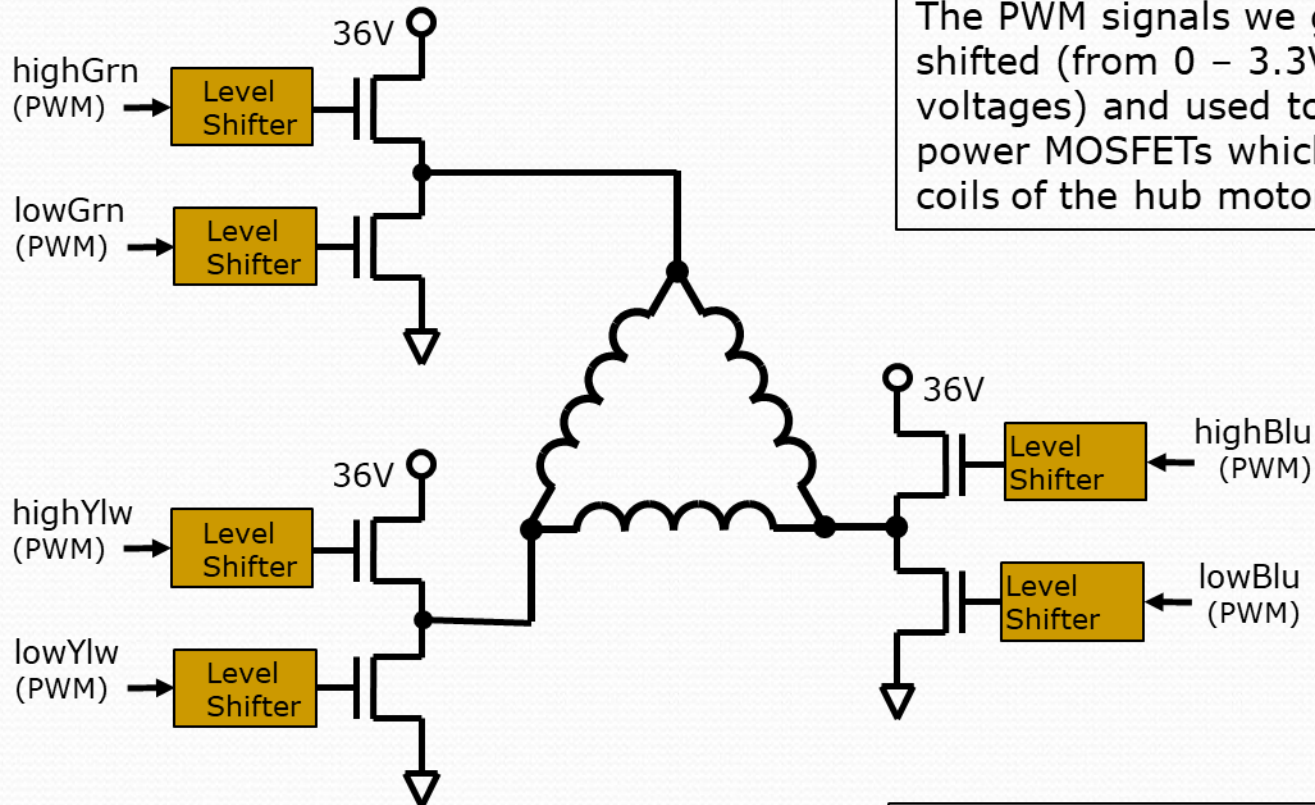 36V
highGrn
(PWM)
Level
Shifter
lowGrn
(PWM)
Level
Shifter
The PWM signals we
shifted (from 0 – 3.3V
voltages) and used to
power MOSFETs which
coils of the hub moto
36V
highYlw
(PWM)
Level
Shifter
lowYlw
(PWM)
Level
Shifter
36V
Level
Shifter
highBlu
(PWM)
Level
Shifter
lowBlu
(PWM)